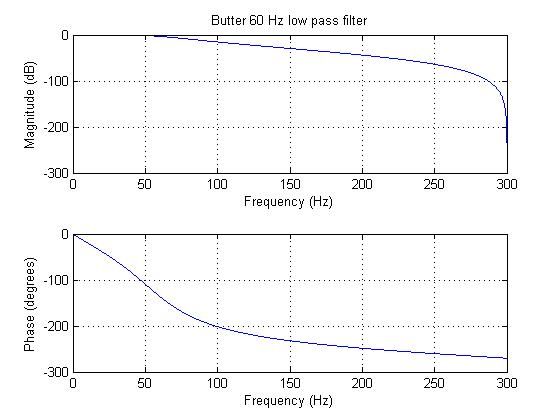 Butter 60 Hz low pass filter
Magnitude (dB)
0
-100
-200
-300
0 50 100 150 200 250 300
Frequency (Hz)
Phase (degrees)
0
-100
-200
-300
0 50 100 150 200 250 300
Frequency (Hz)